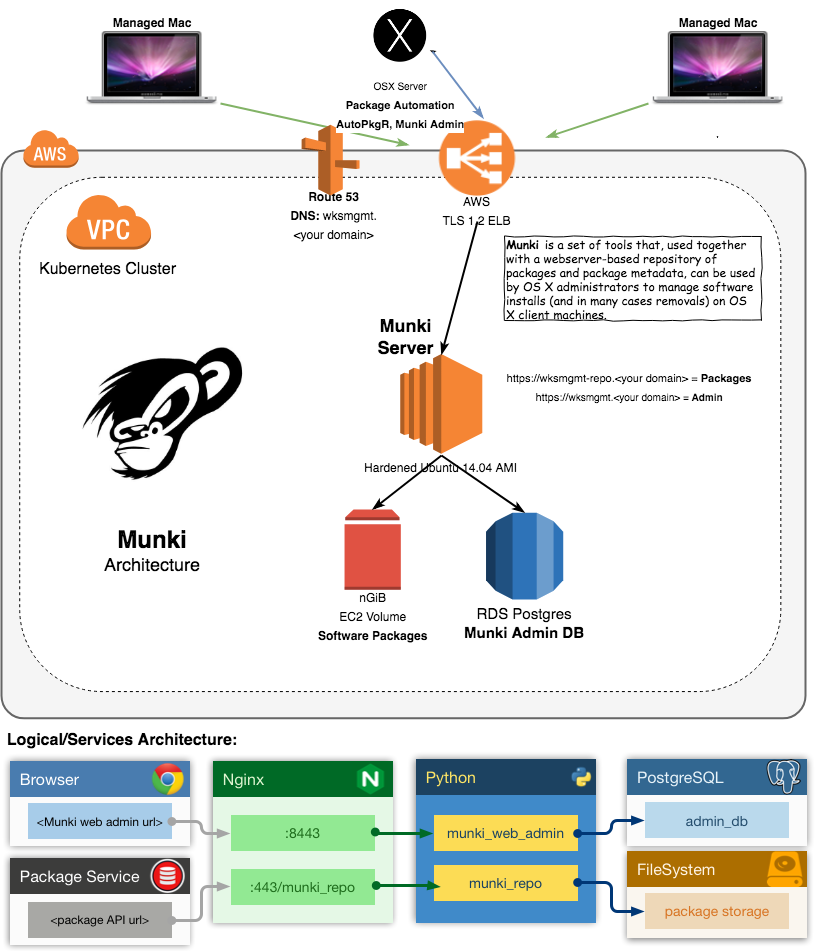 Managed Mac
Managed Mac
X
OSX Server
Package Automation
AutoPkgR, Munki Admin
AWS
Route 53
DNS: wksmgmt.
<your domain>
AWS
TLS 1.2 ELB
VPC
Kubernetes Cluster
Munki is a set of tools that, used together
with a webserver-based repository of
packages and package metadata, can be used
by OS X administrators to manage software
installs (and in many cases removals) on OS
X client machines.
Munki
Server
https://wksmgmt-repo.<your domain> = Packages
https://wksmgmt.<your domain> = Admin
Hardened Ubuntu 14.04 AMI
Munki
Architecture
nGiB
EC2 Volume
Software Packages
RDS Postgres
Munki Admin DB
Logical/Services Architecture:
Browser
<Munki web admin url>
Package Service
<package API url>
Nginx
N
:8443
:443/munki_repo
Python
munki_web_admin
munki_repo
PostgreSQL
admin_db
FileSystem
package storage